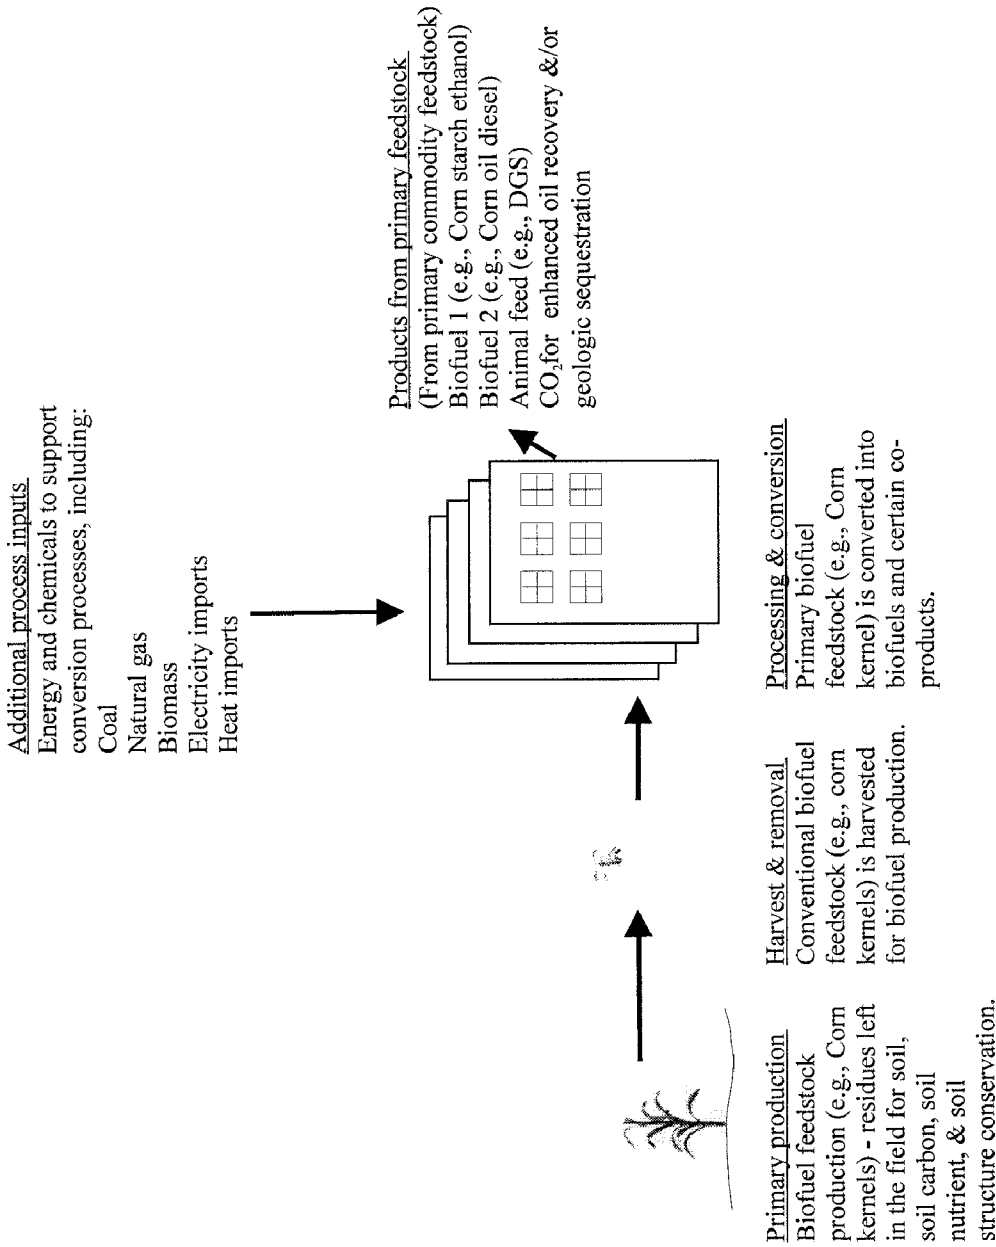 Additional process inputs
Energy and chemicals to support
conversion processes, including:
Coal
Natural gas
Biomass
Electricity imports
Heat imports
Products from primary feedstock
(From primary commodity feedstock)
Biofuel 1 (e.g., Corn starch ethanol)
Biofuel 2 (e.g., Corn oil diesel)
Animal feed (e.g., DGS)
CO₂for enhanced oil recovery &/or
geologic sequestration
Primary production
Biofuel feedstock
production (e.g., Corn
kernels) - residues left
in the field for soil,
soil carbon, soil
nutrient, & soil
structure conservation.
Harvest & removal
Conventional biofuel
feedstock (e.g., corn
kernels) is harvested
for biofuel production.
Processing & conversion
Primary biofuel
feedstock (e.g., Corn
kernel) is converted into
biofuels and certain co-
products.